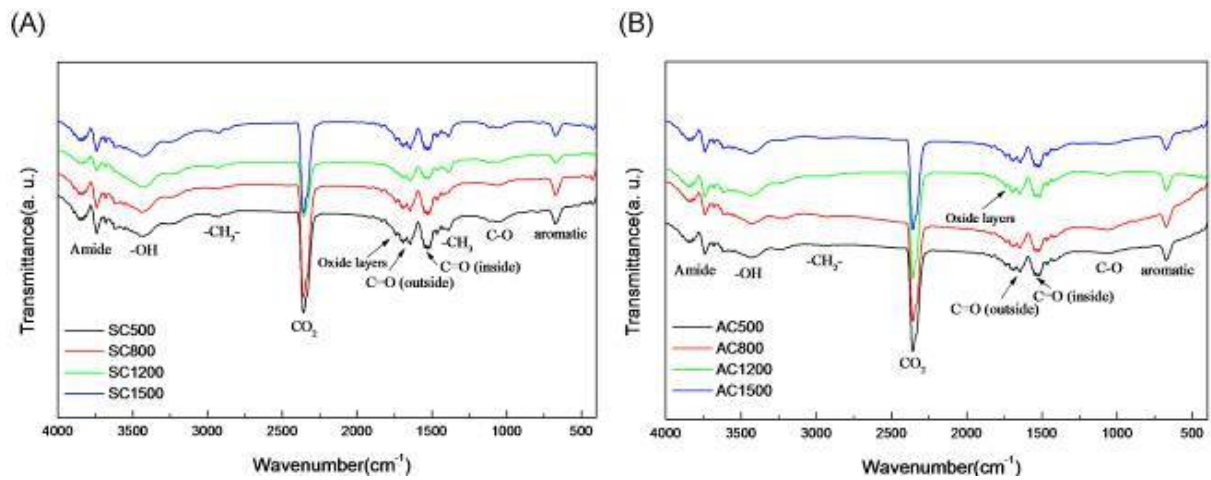 (A)
Transmittance(a. u.)
Amide
-OH
-CH₂-
CO₂
Oxide layers
C=O (outside)
C=O (inside)
-CH₃
C-O
aromatic
SC500
SC800
SC1200
SC1500
4000 3500 3000 2500 2000 1500 1000 500
Wavenumber(cm⁻¹)
(B)
Transmittance(a. u.)
Amide
-OH
-CH₂-
CO₂
Oxide layers
C=O (outside)
C=O (inside)
C-O
aromatic
AC500
AC800
AC1200
AC1500
4000 3500 3000 2500 2000 1500 1000 500
Wavenumber(cm⁻¹)